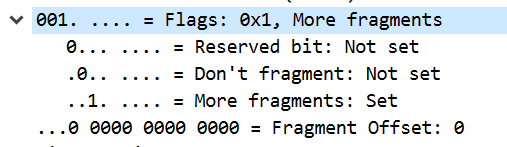 001. .... = Flags: 0x1, More fragments
0... .... = Reserved bit: Not set
.0.. .... = Don't fragment: Not set
..1. .... = More fragments: Set
...0 0000 0000 0000 = Fragment Offset: 0